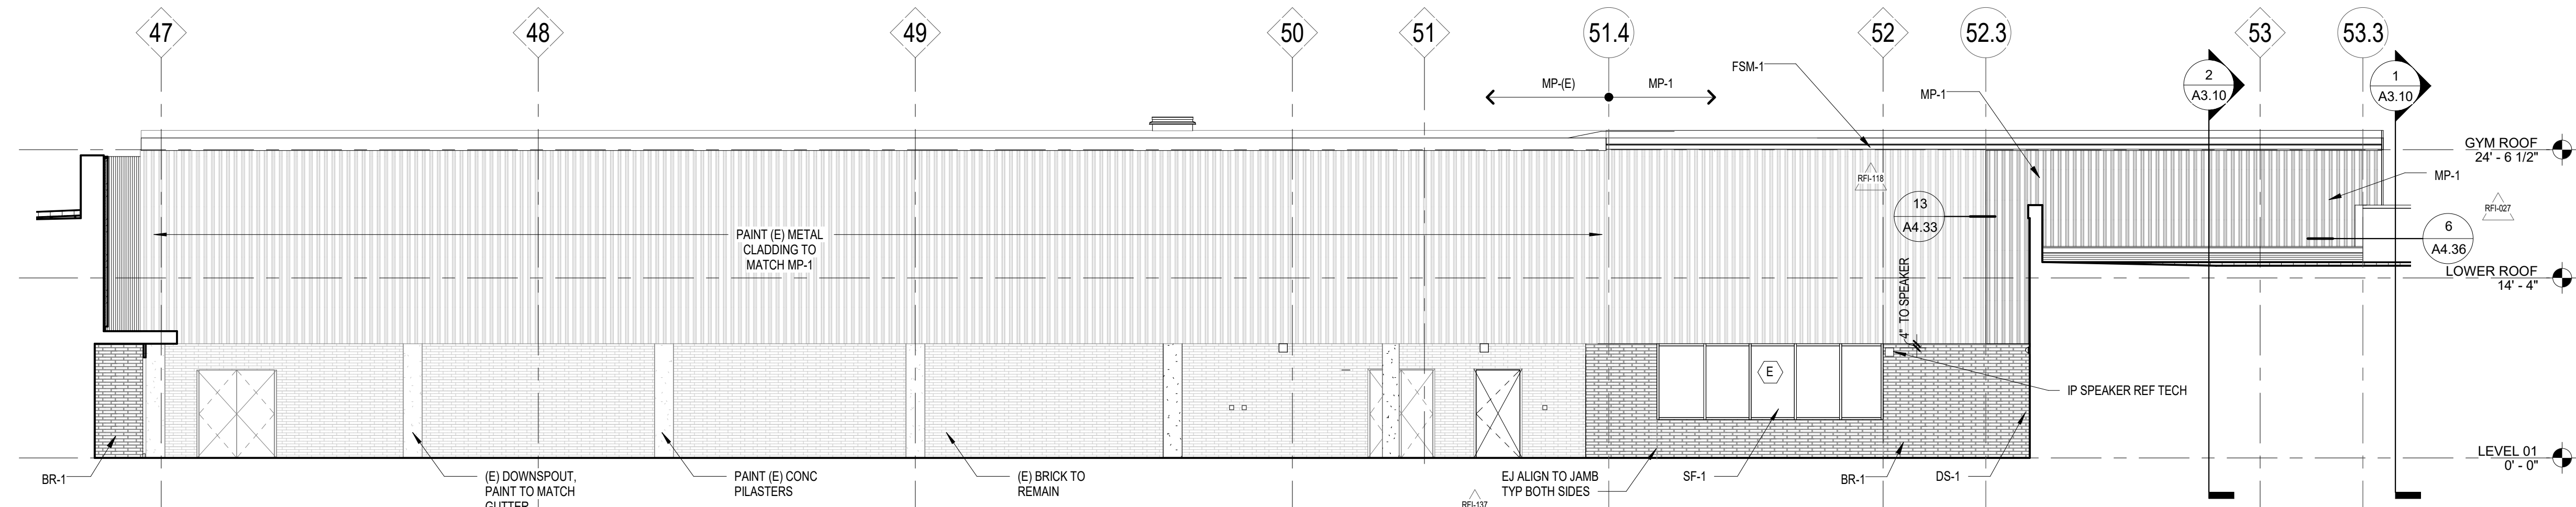 47
48
49
50
51
51.4
52
52.3
53
53.3
MP-(E)
MP-1
FSM-1
MP-1
2
A3.10
1
A3.10
GYM ROOF
24' - 6 1/2"
MP-1
RFI-118
RFI-027
13
A4.33
6
A4.36
PAINT (E) METAL
CLADDING TO
MATCH MP-1
4" TO SPEAKER
LOWER ROOF
14' - 4"
E
IP SPEAKER REF TECH
LEVEL 01
0' - 0"
BR-1
(E) DOWNSPOUT,
PAINT TO MATCH
GUTTER
PAINT (E) CONC
PILASTERS
(E) BRICK TO
REMAIN
EJ ALIGN TO JAMB
TYP BOTH SIDES
RFI-137
SF-1
BR-1
DS-1